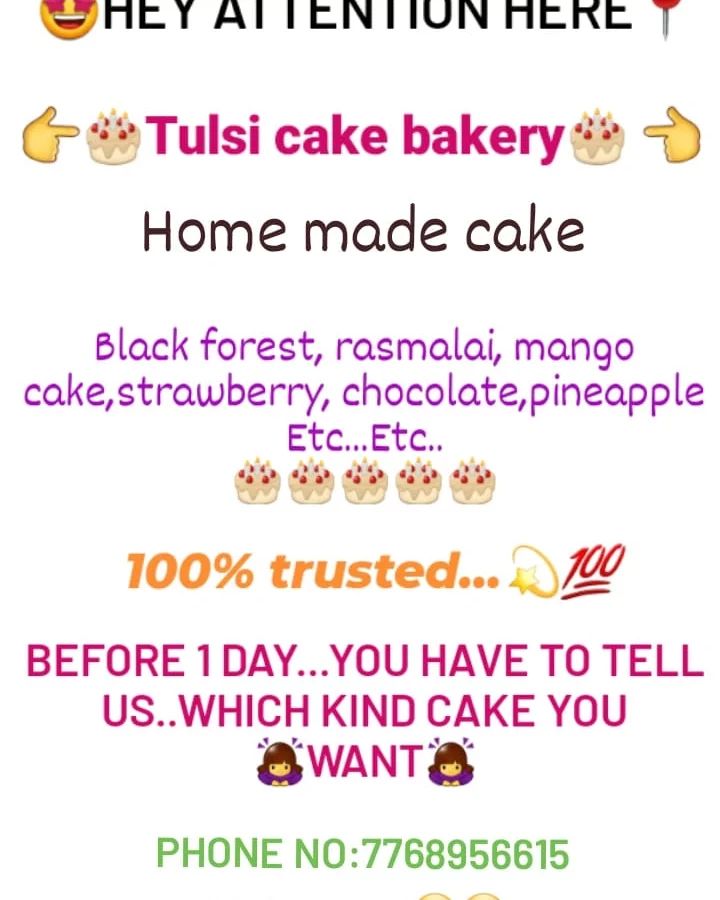 🤩HEY ATTENTION HERE📍
👉🎂Tulsi cake bakery🎂👈
Home made cake
Black forest, rasmalai, mango
cake,strawberry, chocolate,pineapple
Etc...Etc..
🎂🎂🎂🎂🎂
100% trusted...💫💯
BEFORE 1 DAY...YOU HAVE TO TELL
US..WHICH KIND CAKE YOU
🙇‍♀️WANT🙇‍♀️
PHONE NO:7768956615